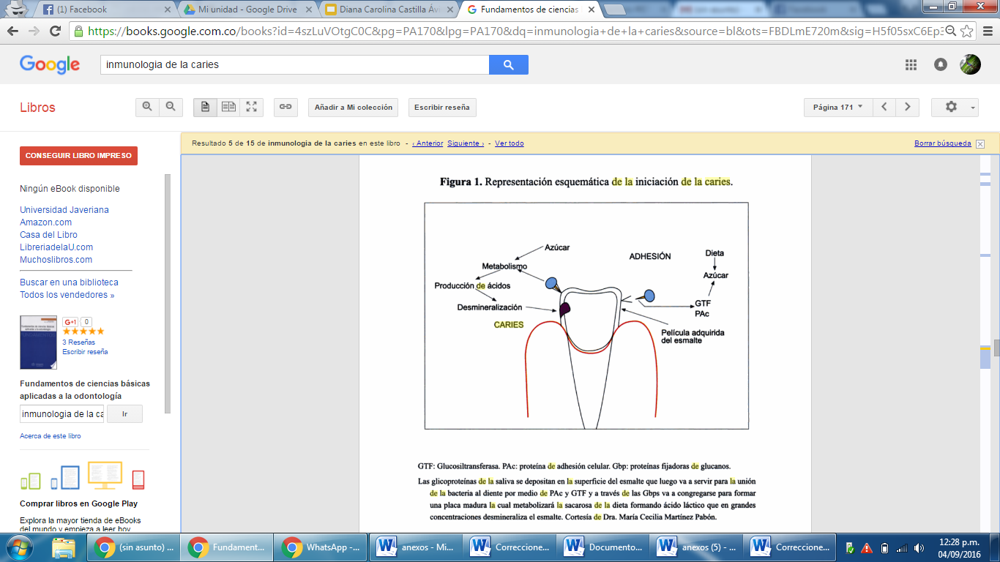 (1) Facebook
Mi unidad - Google Drive
Diana Carolina Castilla Áv
Fundamentos de ciencias
https://books.google.com.co/books?id=4szLuVOtgC0C&pg=PA170&lpg=PA170&dq=inmunologia+de+la+caries&source=bl&ots=FBDLmE720m&sig=H5f05sxC6Ep3
Google
inmunologia de la caries
Libros
Añadir a Mi colección
Escribir reseña
Página 171
Resultado 5 de 15 de inmunologia de la caries en este libro - ‹ Anterior Siguiente › - Ver todo
Borrar búsqueda
CONSEGUIR LIBRO IMPRESO
Ningún eBook disponible
Universidad Javeriana
Amazon.com
Casa del Libro
LibreriadelaU.com
Muchoslibros.com
Buscar en una biblioteca
Todos los vendedores »
G+1 0
3 Reseñas
Escribir reseña
Fundamentos de ciencias básicas
aplicadas a la odontología
inmunologia de la ca
Ir
Acerca de este libro
Comprar libros en Google Play
Explora la mayor tienda de eBooks
del mundo y empieza a leer hoy
Figura 1. Representación esquemática de la iniciación de la caries.
Azúcar
Metabolismo
Producción de ácidos
Desmineralización
CARIES
ADHESIÓN
Dieta
Azúcar
GTF
PAc
Película adquirida
del esmalte
GTF: Glucosiltransferasa. PAc: proteína de adhesión celular. Gbp: proteínas fijadoras de glucanos.
Las glicoproteínas de la saliva se depositan en la superficie del esmalte que luego va a servir para la unión
de la bacteria al diente por medio de PAc y GTF y a través de las Gbps va a congregarse para formar
una placa madura la cual metabolizará la sacarosa de la dieta formando ácido láctico que en grandes
concentraciones desmineraliza el esmalte. Cortesía de Dra. María Cecilia Martínez Pabón.
(sin asunto) ...
Fundament...
WhatsApp -...
anexos - Mi...
Correccione...
Documento...
anexos (5) - ...
Correccione...
12:28 p.m.
04/09/2016